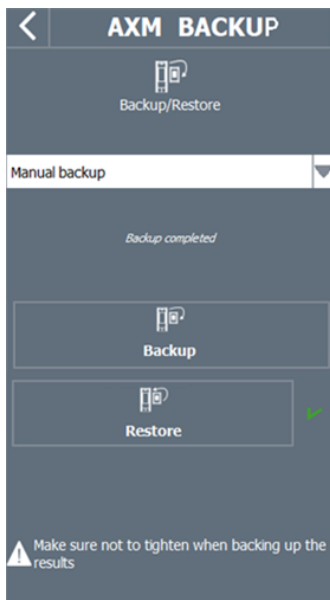 AXM BACKUP
Backup/Restore
Manual backup
Backup completed
Backup
Restore
Make sure not to tighten when backing up the
results